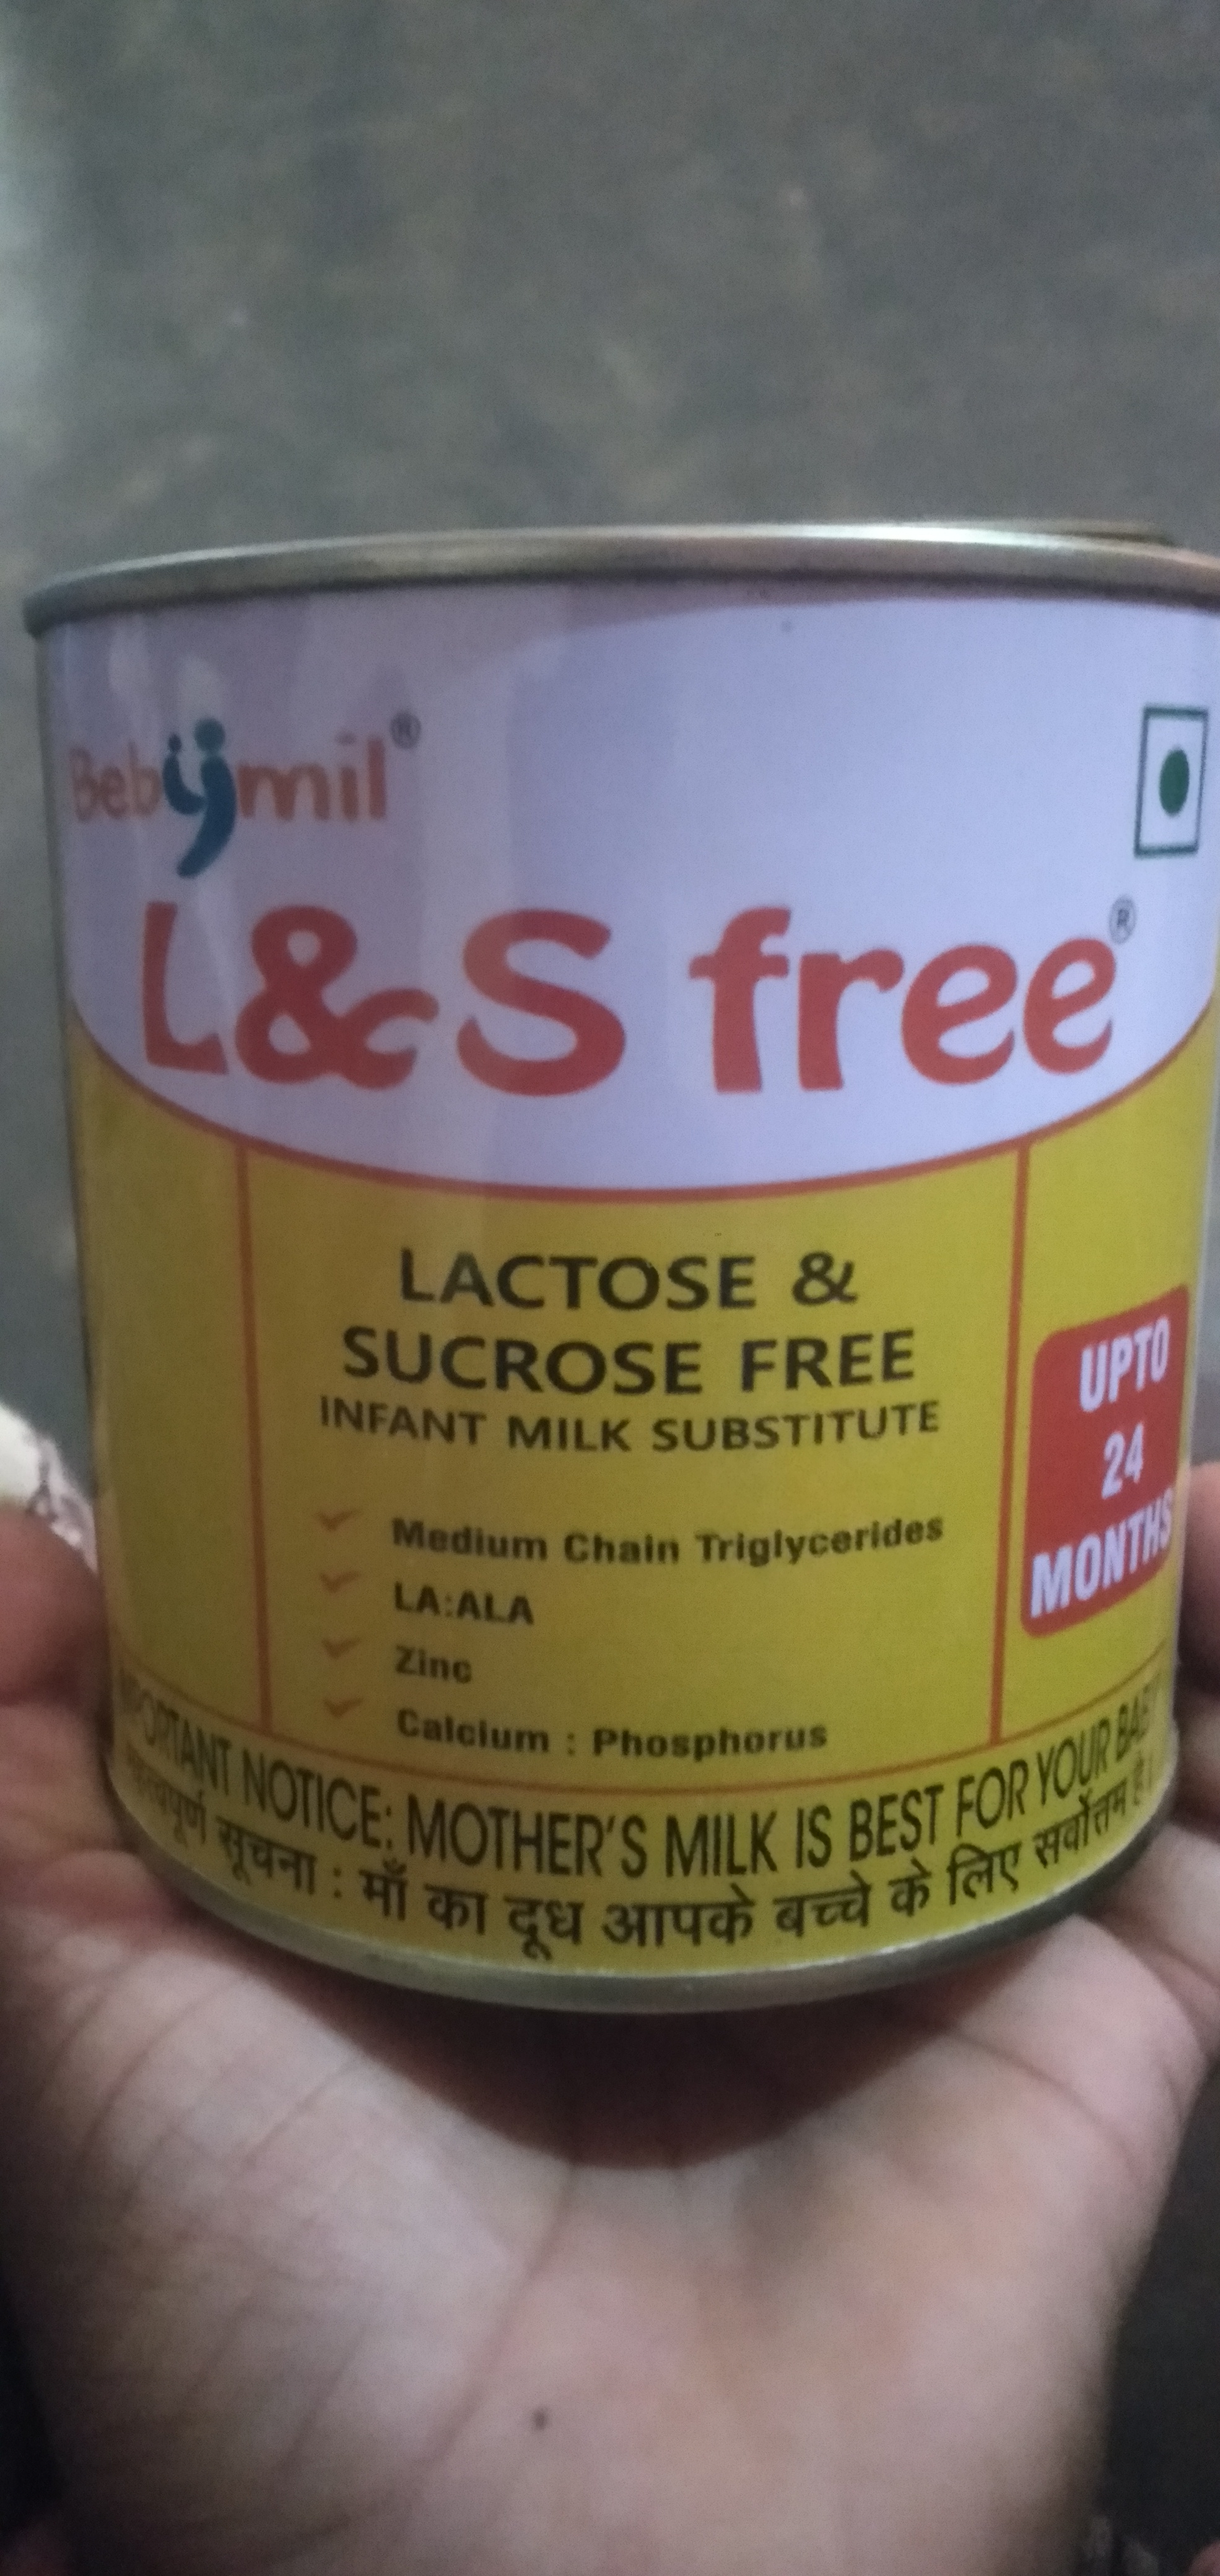 Bebymil®
L&S free®
LACTOSE &
SUCROSE FREE
INFANT MILK SUBSTITUTE
Medium Chain Triglycerides
LA:ALA
Zinc
Calcium : Phosphorus
UPTO
24
MONTHS
NOTICE: MOTHER'S MILK IS BEST FOR YOUR BABY
सूचना : माँ का दूध आपके बच्चे के लिए सर्वोत्तम है।